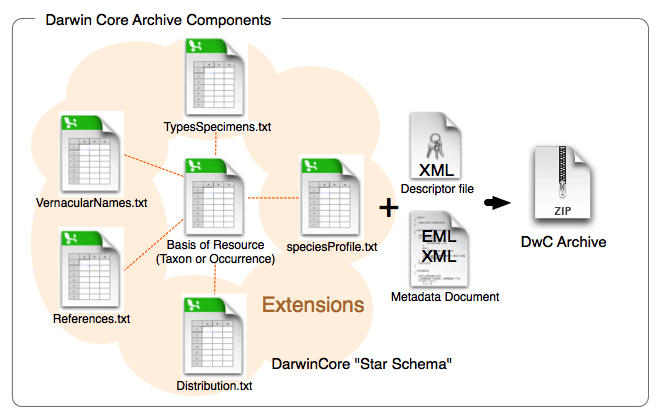 Darwin Core Archive Components
TypesSpecimens.txt
VernacularNames.txt
Basis of Resource
(Taxon or Occurrence)
speciesProfile.txt
References.txt
Extensions
Distribution.txt
DarwinCore "Star Schema"
+
XML
Descriptor file
EML
XML
Metadata Document
ZIP
DwC Archive